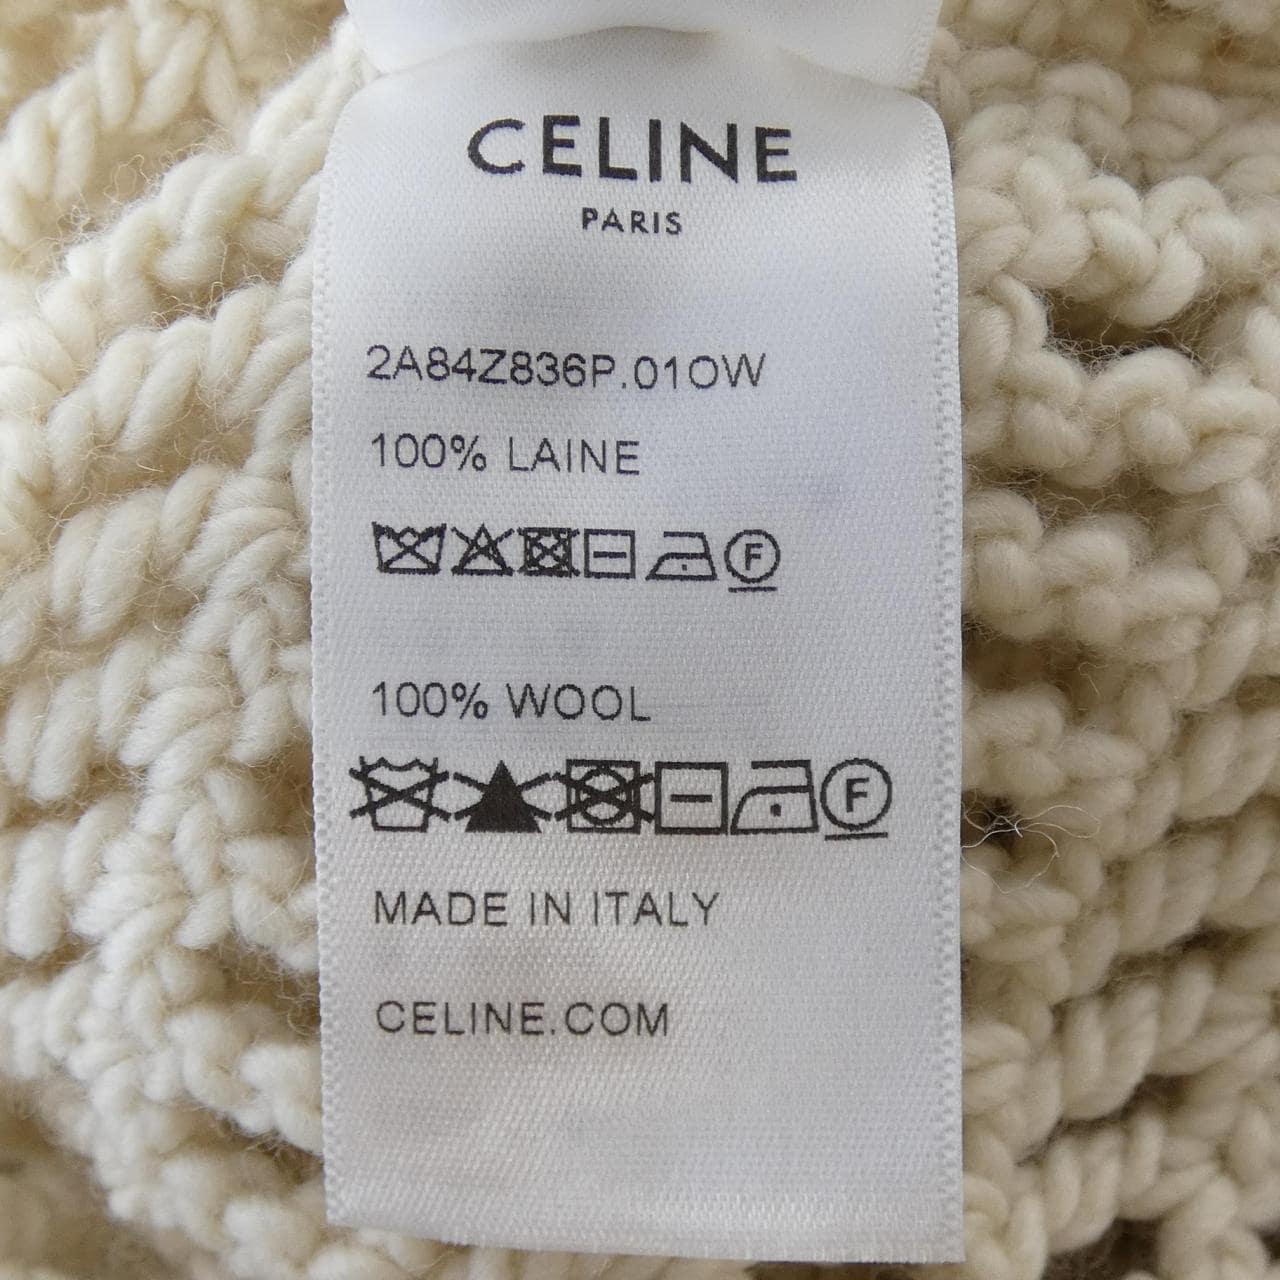 CELINE
PARIS
2A84Z836P.01OW
100% LAINE
F
100% WOOL
F
MADE IN ITALY
CELINE.COM